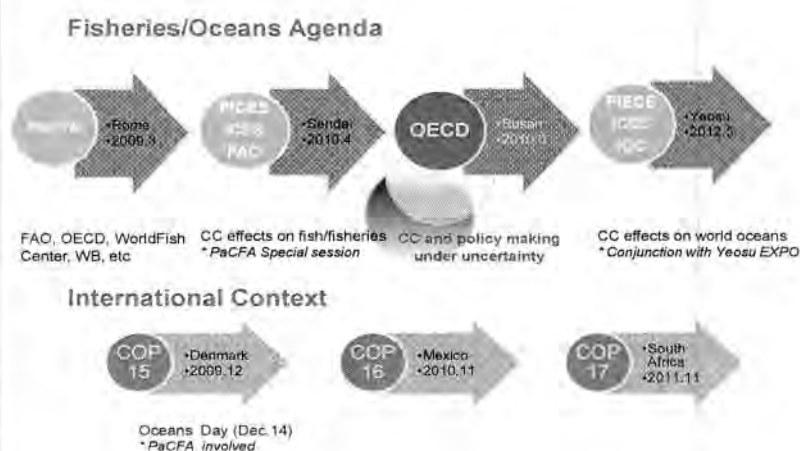 Fisheries/Oceans Agenda
•Rome
•2009.3
PICES
ICES
FAO
•Sendai
•2010.4
OECD
•Busan
PIECE
ICES
IOC
•Yeosu
•2012.5
FAO, OECD, WorldFish
Center, WB, etc
CC effects on fish/fisheries
* PaCFA Special session
CC and policy making
under uncertainty
CC effects on world oceans
* Conjunction with Yeosu EXPO
International Context
COP
15
•Denmark
•2009.12
COP
16
•Mexico
•2010.11
COP
17
•South
Africa
•2011.11
Oceans Day (Dec.14)
* PaCFA involved